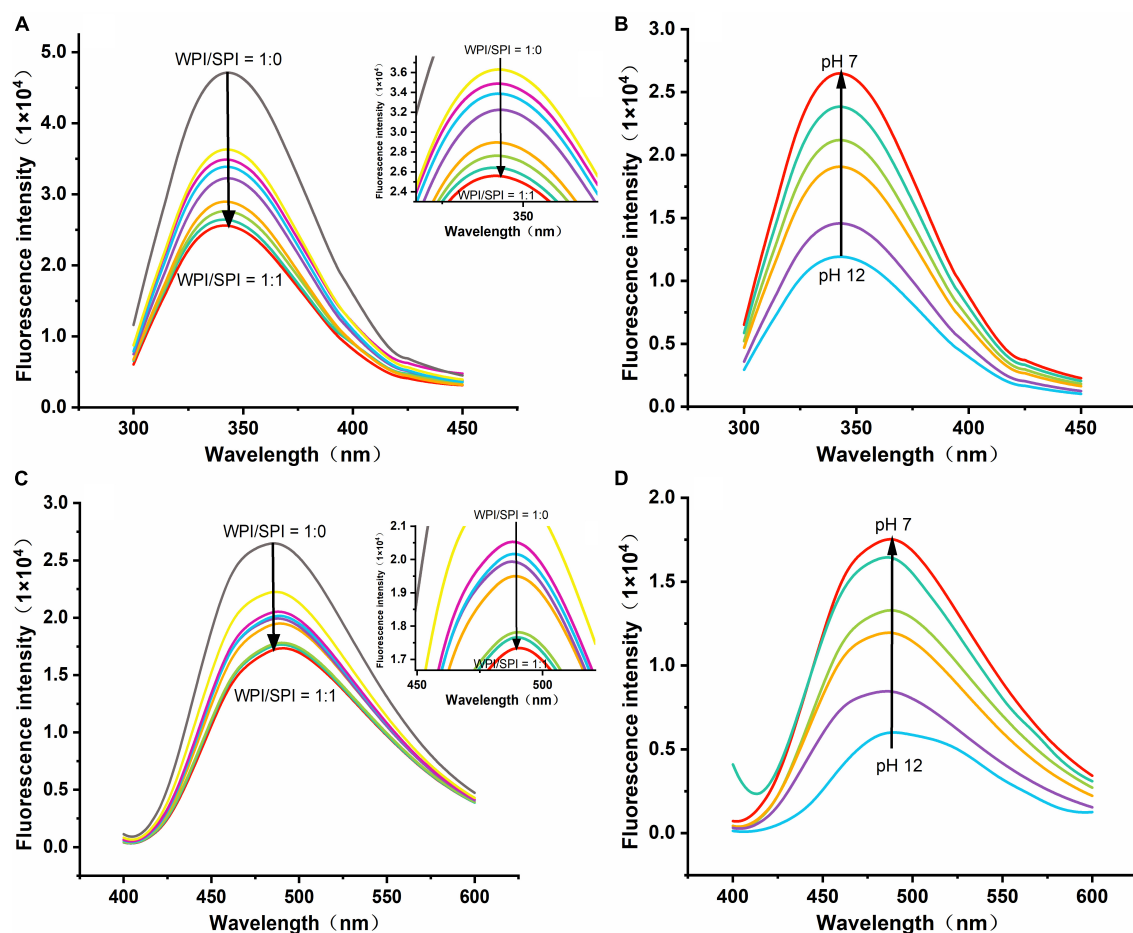 A
Fluorescence intensity（1×10⁴）
5.0
4.0
3.0
2.0
1.0
0.0
300
350
400
450
Wavelength（nm）
WPI/SPI = 1:0
WPI/SPI = 1:1
Fluorescence intensity（1×10⁴）
3.6
3.4
3.2
3.0
2.8
2.6
2.4
350
Wavelength（nm）
WPI/SPI = 1:0
WPI/SPI = 1:1
B
Fluorescence intensity（1×10⁴）
3.0
2.5
2.0
1.5
1.0
0.5
0.0
300
350
400
450
Wavelength（nm）
pH 7
pH 12
C
Fluorescence intensity（1×10⁴）
3.0
2.5
2.0
1.5
1.0
0.5
0.0
400
450
500
550
600
Wavelength（nm）
WPI/SPI = 1:0
WPI/SPI = 1:1
Fluorescence intensity（1×10⁴）
2.1
2.0
1.9
1.8
1.7
450
500
Wavelength（nm）
WPI/SPI = 1:0
WPI/SPI = 1:1
D
Fluorescence intensity（1×10⁴）
2.0
1.5
1.0
0.5
0.0
400
450
500
550
600
Wavelength（nm）
pH 7
pH 12